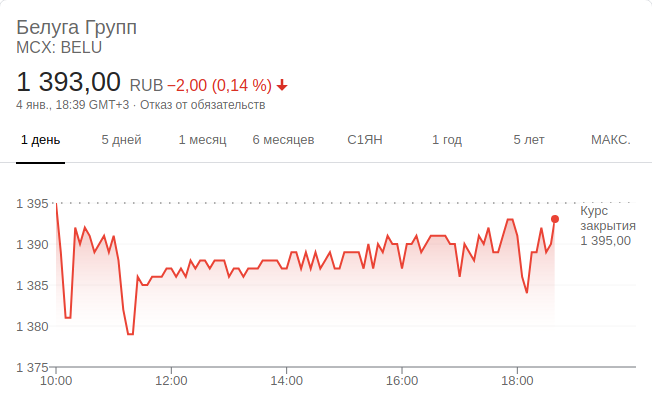 Белуга Групп
MCX: BELU
1 393,00 RUB −2,00 (0,14 %)
4 янв., 18:39 GMT+3 · Отказ от обязательств
1 день 5 дней 1 месяц 6 месяцев С1ЯН 1 год 5 лет МАКС.
1 395
Курс
закрытия
1 395,00
1 390
1 385
1 380
1 375
10:00 12:00 14:00 16:00 18:00